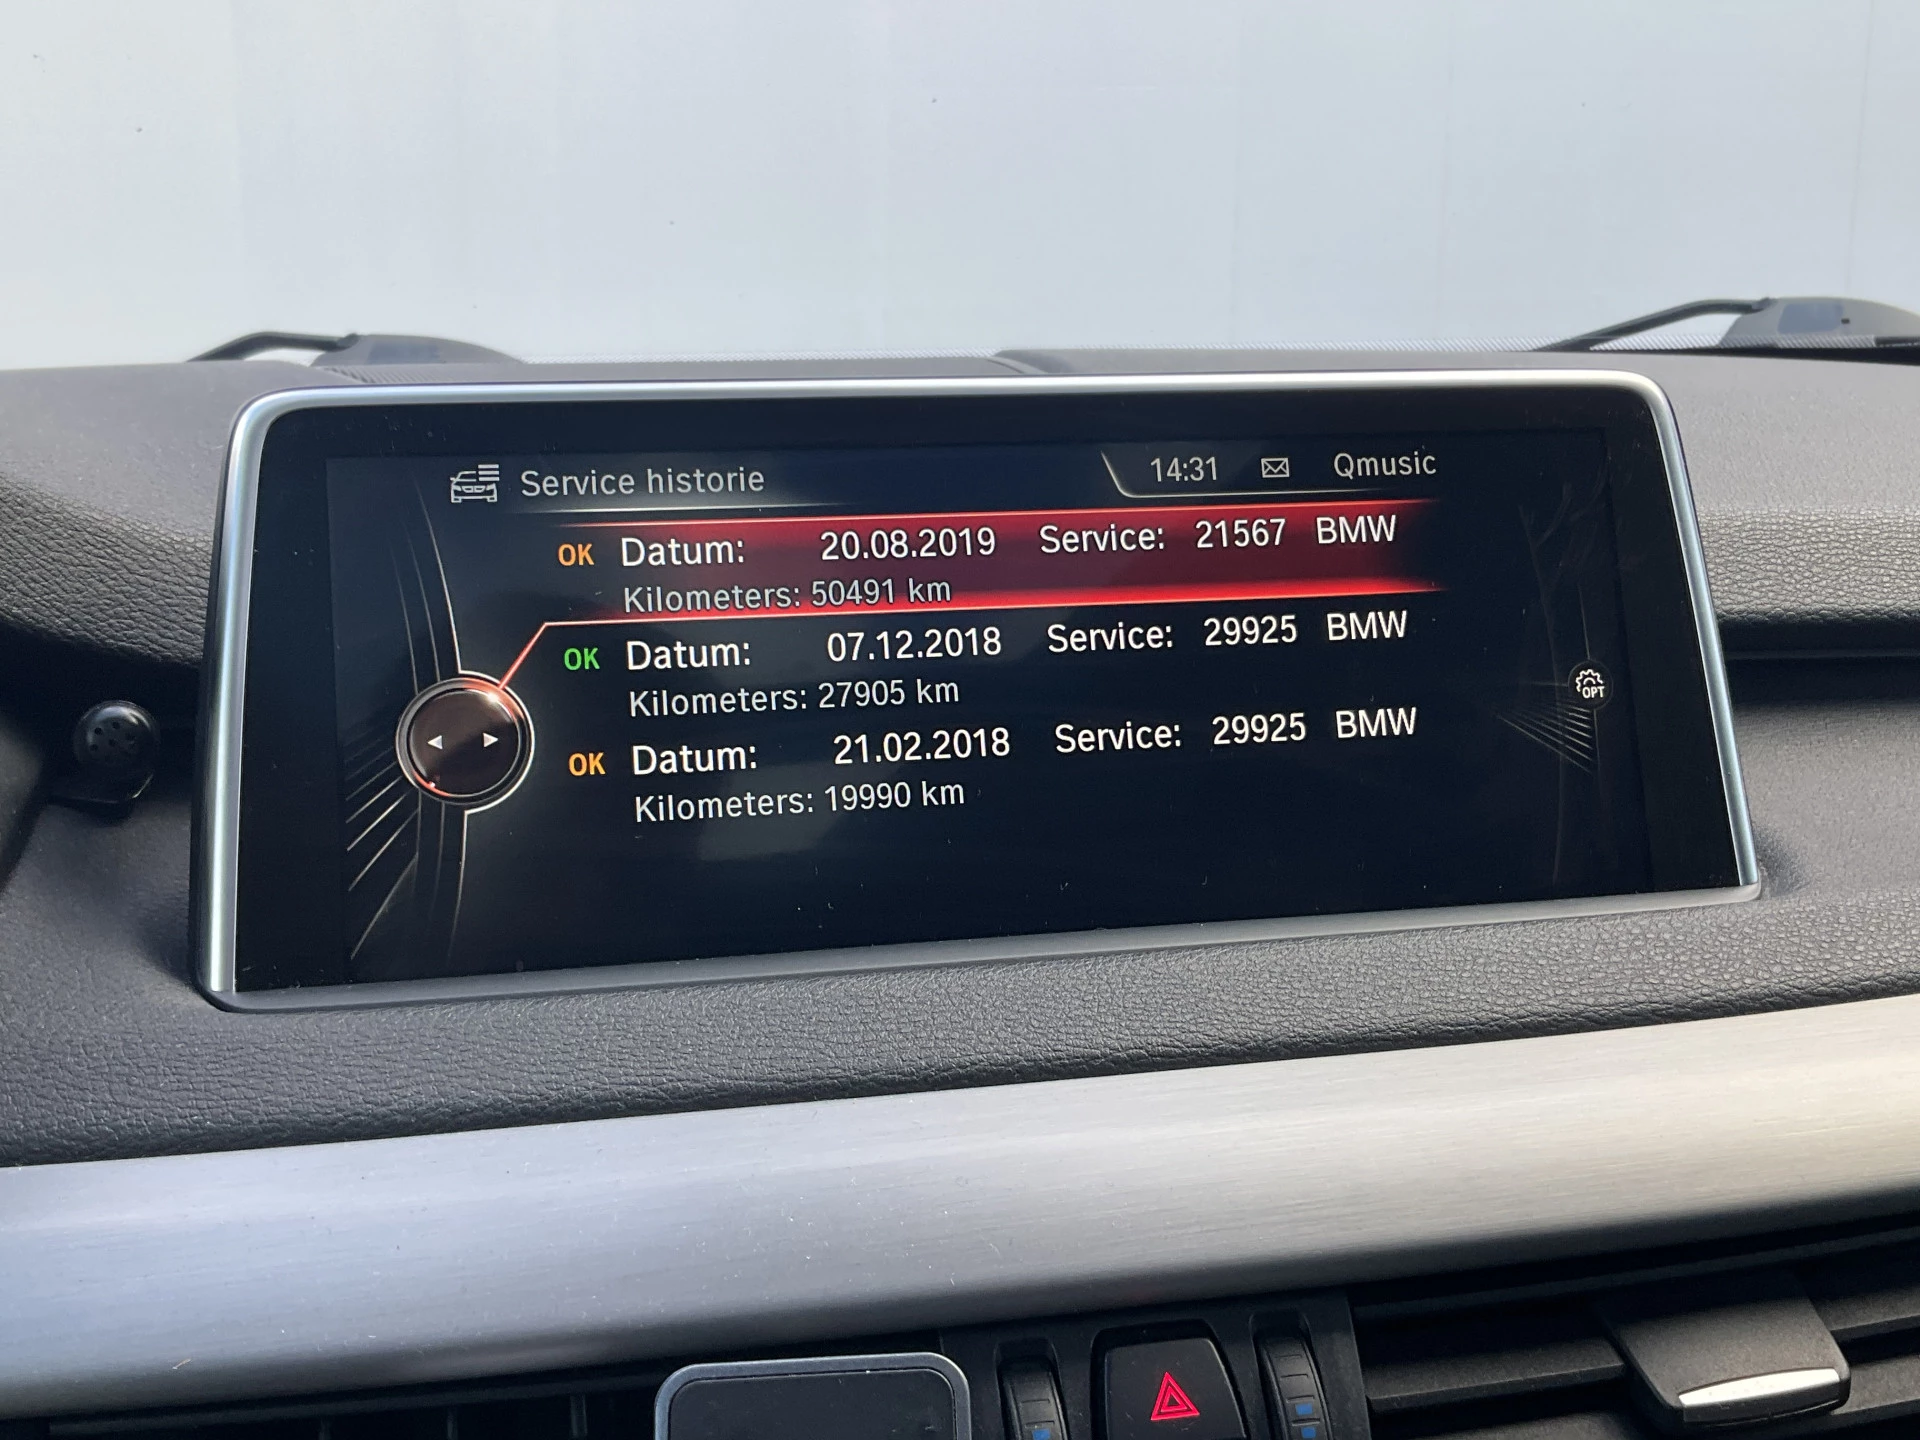 Service historie 14:31 Qmusic
OK Datum: 20.08.2019 Service: 21567 BMW
Kilometers: 50491 km
OK Datum: 07.12.2018 Service: 29925 BMW
Kilometers: 27905 km
OPT
OK Datum: 21.02.2018 Service: 29925 BMW
Kilometers: 19990 km